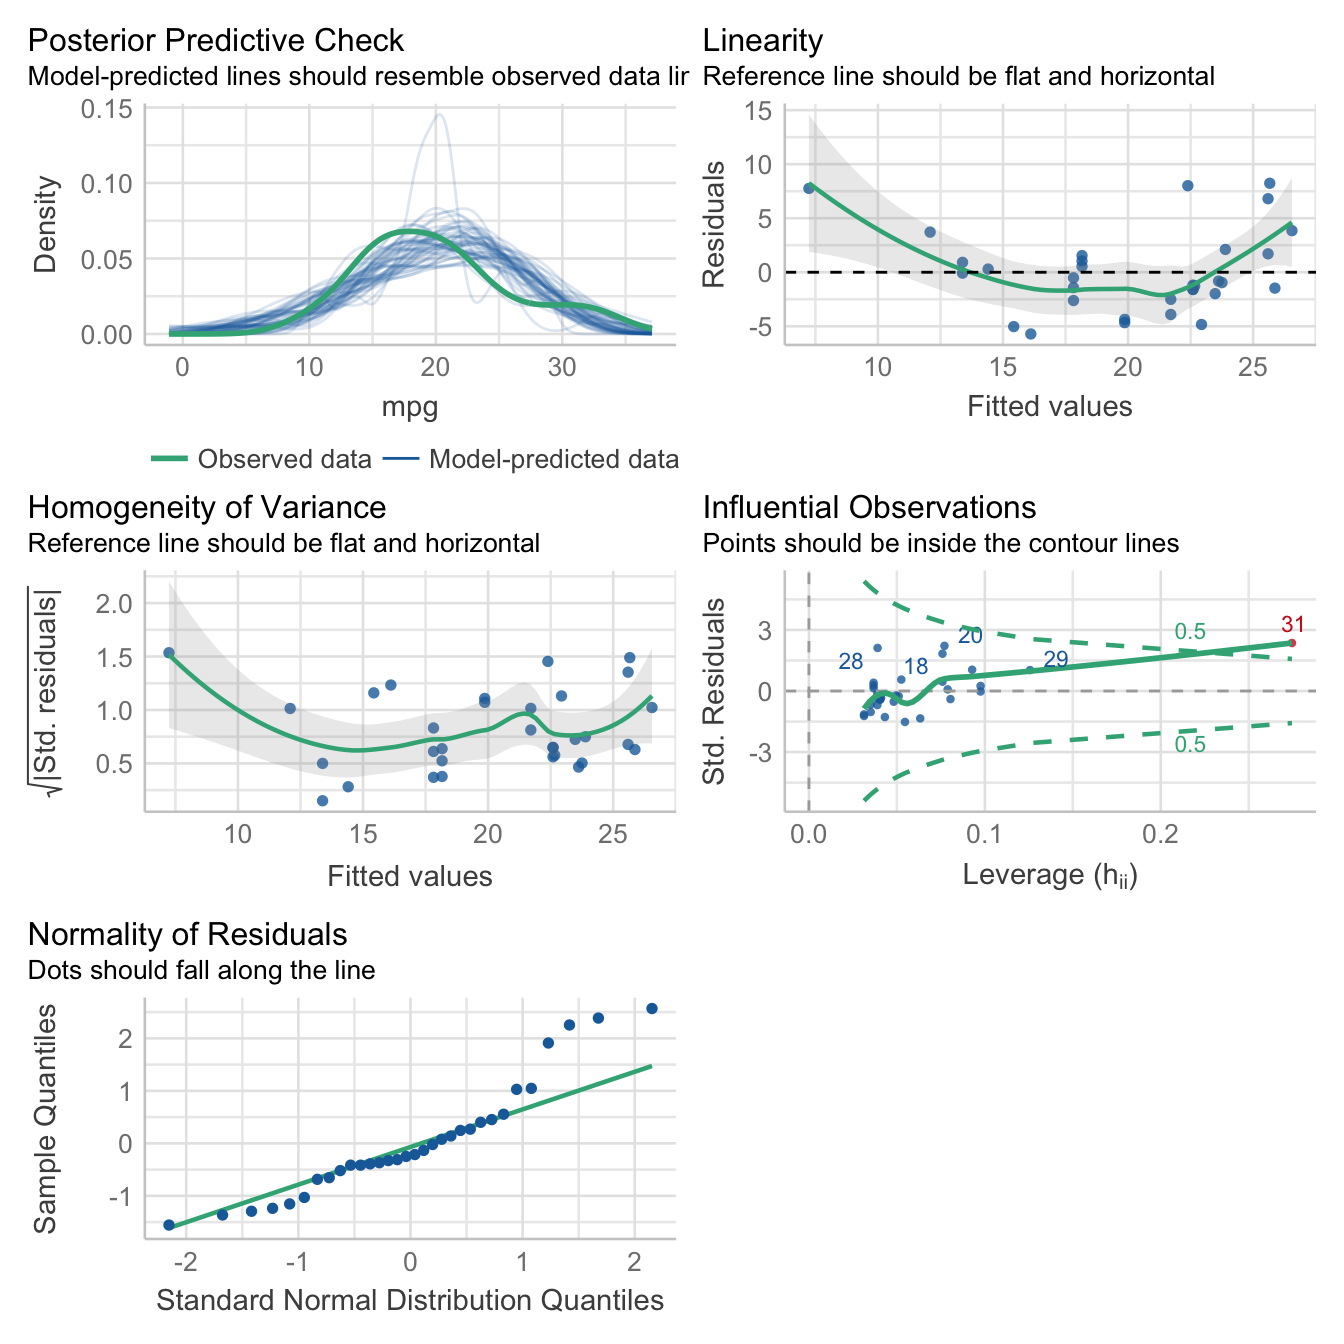 Posterior Predictive Check
Model-predicted lines should resemble observed data lir
0.15
0.10
0.05
0.00
Density
0
10
20
30
mpg
Observed data
Model-predicted data
Linearity
Reference line should be flat and horizontal
15
10
5
0
-5
Residuals
10
15
20
25
Fitted values
Homogeneity of Variance
Reference line should be flat and horizontal
2.0
1.5
1.0
0.5
√|Std. residuals|
10
15
20
25
Fitted values
Influential Observations
Points should be inside the contour lines
3
0
-3
Std. Residuals
28
18
20
29
31
0.5
0.5
0.0
0.1
0.2
Leverage (hii)
Normality of Residuals
Dots should fall along the line
2
1
0
-1
Sample Quantiles
-2
-1
0
1
2
Standard Normal Distribution Quantiles